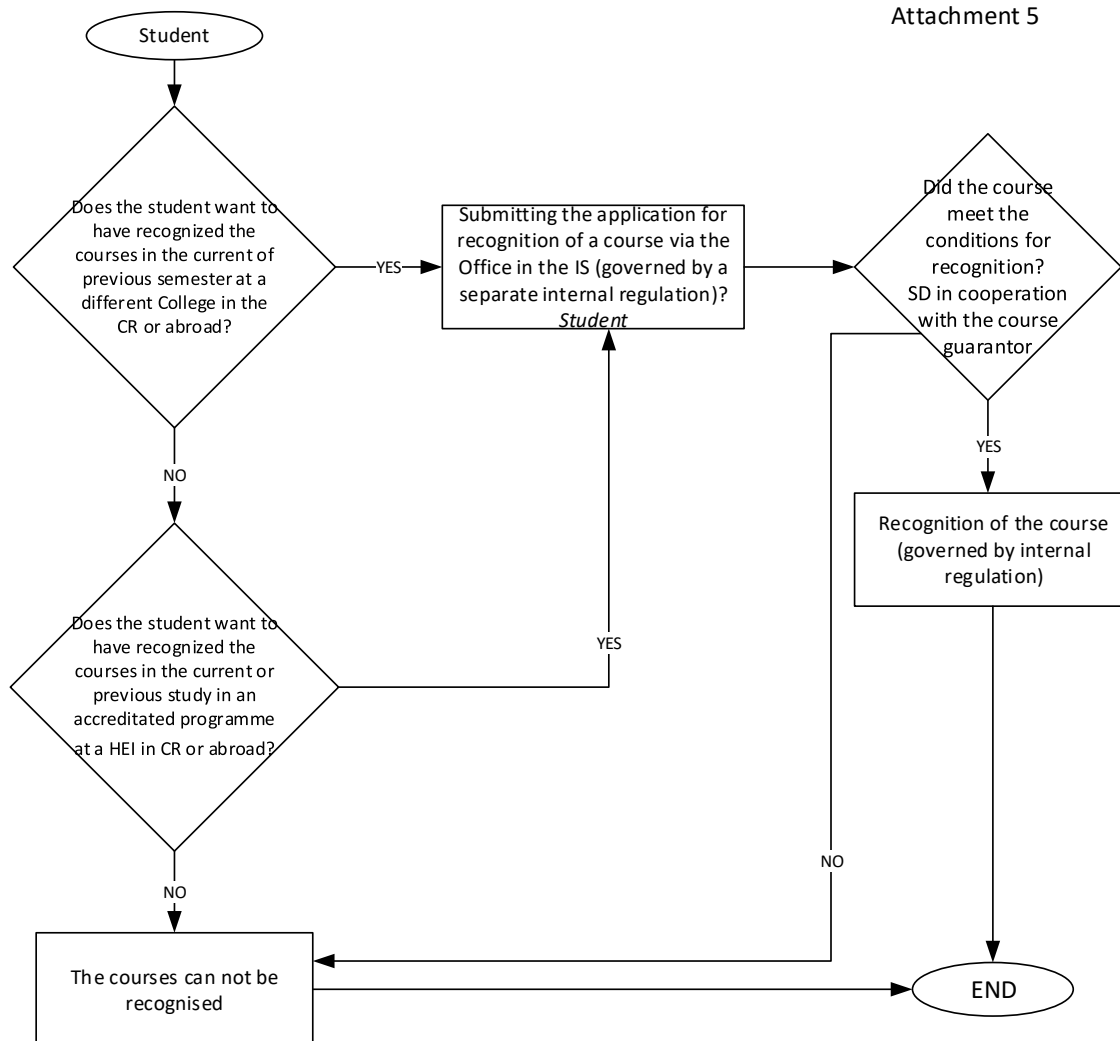 Attachment 5
Student
Does the student want to
have recognized the
courses in the current of
previous semester at a
different College in the
CR or abroad?
YES
Submitting the application for
recognition of a course via the
Office in the IS (governed by a
separate internal regulation)?
Student
Did the course
meet the
conditions for
recognition?
SD in cooperation
with the course
guarantor
NO
YES
Recognition of the course
(governed by internal
regulation)
Does the student want to
have recognized the
courses in the current or
previous study in an
accreditated programme
at a HEI in CR or abroad?
YES
NO
NO
The courses can not be
recognised
END